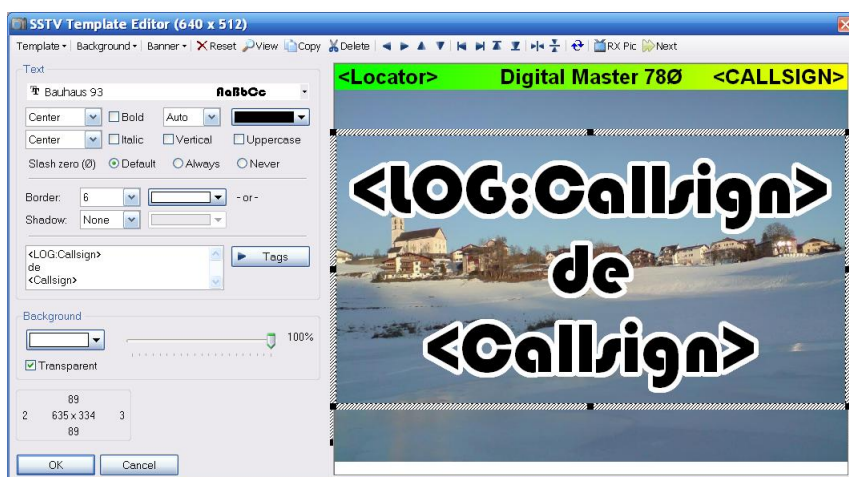 SSTV Template Editor (640 x 512)
Template Background Banner Reset View Copy Delete RX Pic Next
Text
Bauhaus 93 AaBbCc
Center Bold Auto
Center Italic Vertical Uppercase
Slash zero (Ø) Default Always Never
Border: 6 - or -
Shadow: None
<LOG:Callsign>
de
<Callsign>
Tags
Background
100%
Transparent
89
2 635 x 334 3
89
OK Cancel
<Locator> Digital Master 78Ø <CALLSIGN>
<LOG:Callsign>
de
<Callsign>